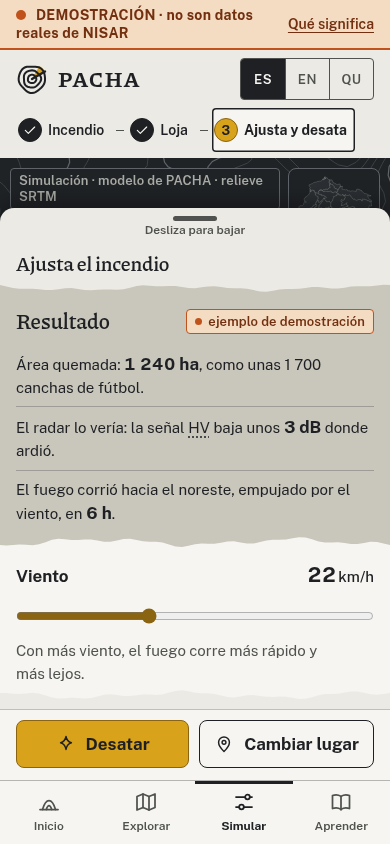 DEMOSTRACIÓN · no son datos
reales de NISAR
Qué significa
PACHA
ES EN QU
Incendio Loja 3 Ajusta y desata
Simulación · modelo de PACHA · relieve
SRTM
Desliza para bajar
Ajusta el incendio
Resultado
ejemplo de demostración
Área quemada: 1 240 ha, como unas 1 700
canchas de fútbol.
El radar lo vería: la señal HV baja unos 3 dB donde
ardió.
El fuego corrió hacia el noreste, empujado por el
viento, en 6 h.
Viento
22 km/h
Con más viento, el fuego corre más rápido y
más lejos.
Desatar
Cambiar lugar
Inicio Explorar Simular Aprender